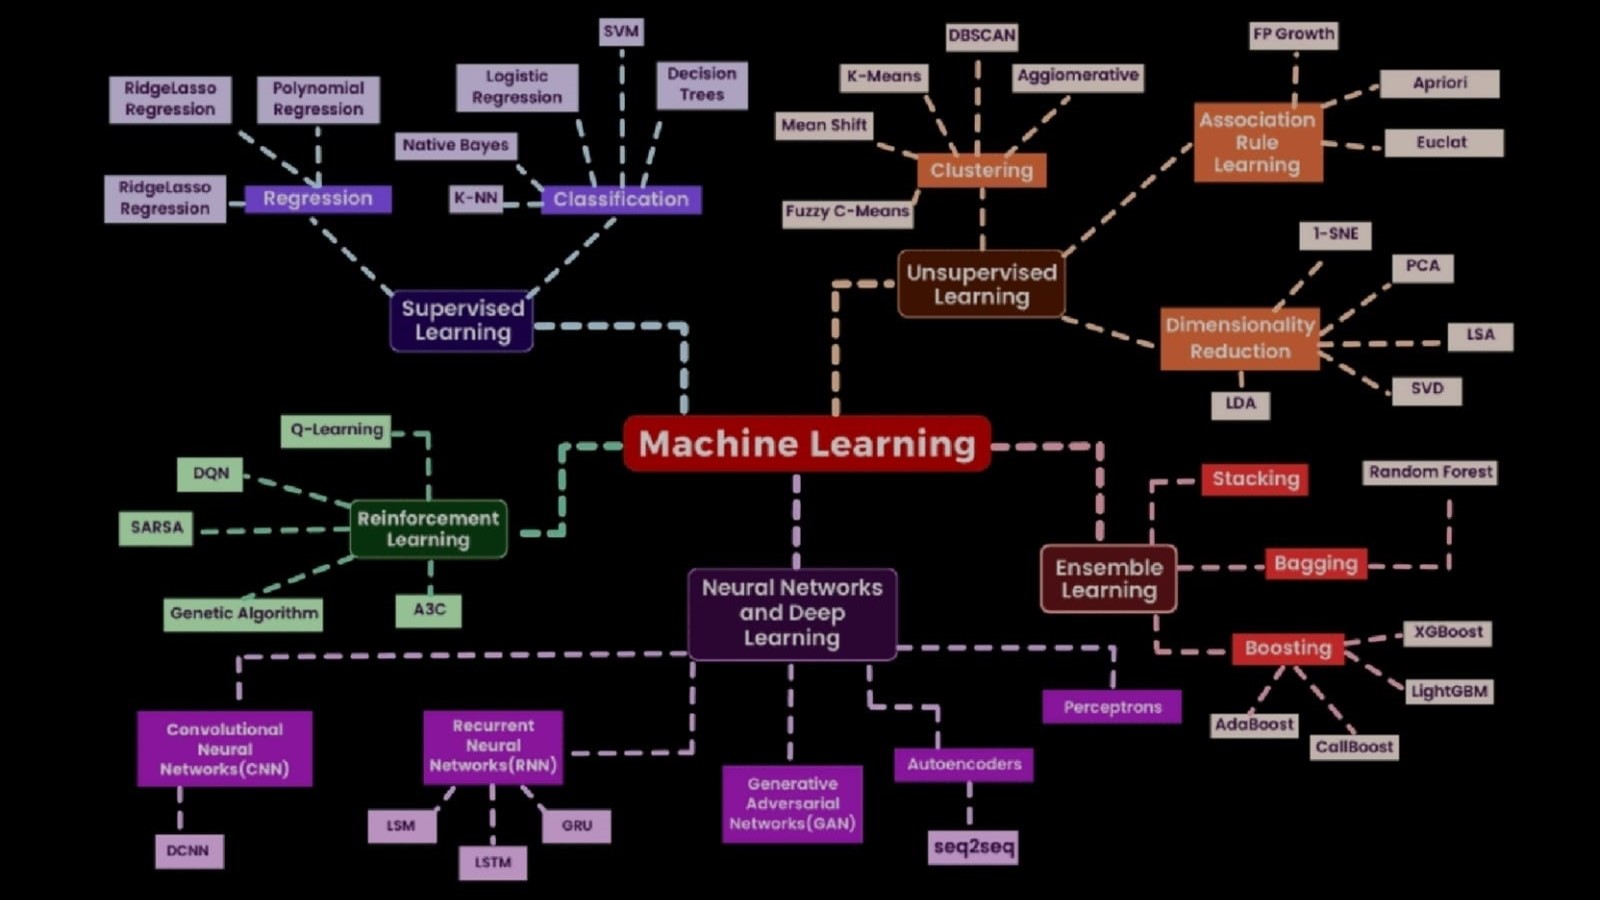 SVM
DBSCAN
FP Growth
RidgeLasso
Regression
Polynomial
Regression
Logistic
Regression
Decision
Trees
K-Means
Aggiomerative
Apriori
Native Bayes
Mean Shift
Association
Rule
Learning
Euclat
RidgeLasso
Regression
Regression
K-NN
Classification
Clustering
Fuzzy C-Means
1-SNE
PCA
Supervised
Learning
Unsupervised
Learning
Dimensionality
Reduction
LSA
SVD
LDA
Machine Learning
Q-Learning
DQN
SARSA
Reinforcement
Learning
Genetic Algorithm
A3C
Stacking
Random Forest
Ensemble
Learning
Bagging
Boosting
XGBoost
LightGBM
AdaBoost
CallBoost
Neural Networks
and Deep
Learning
Convolutional
Neural
Networks(CNN)
DCNN
Recurrent
Neural
Networks(RNN)
LSM
LSTM
GRU
Generative
Adversarial
Networks(GAN)
Autoencoders
seq2seq
Perceptrons